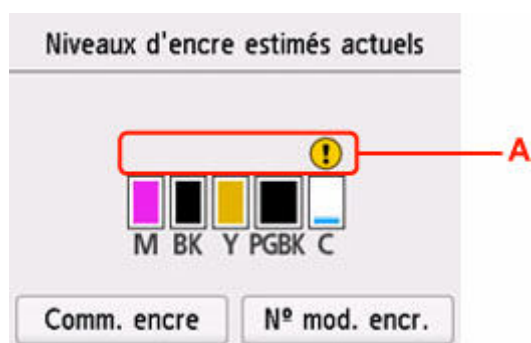 Niveaux d'encre estimés actuels
A
M BK Y PGBK C
Comm. encre Nº mod. encr.